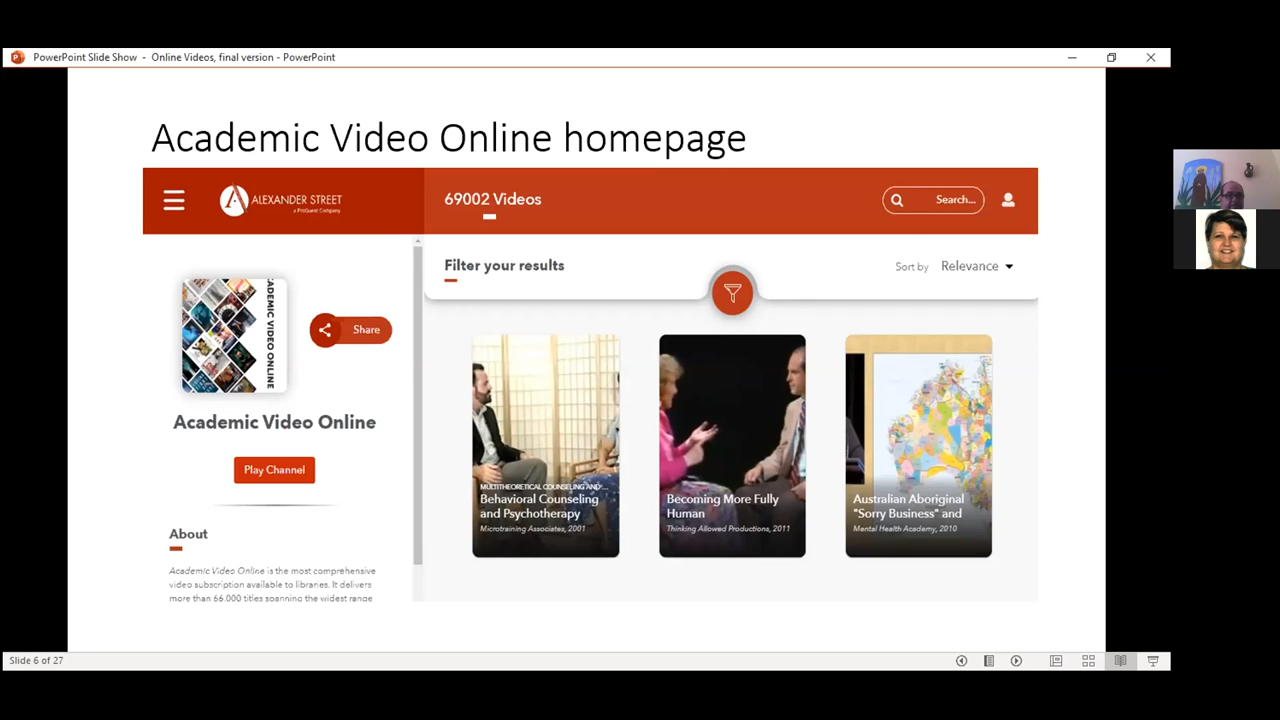 PowerPoint Slide Show - Online Videos, final version - PowerPoint
Academic Video Online homepage
ALEXANDER STREET
a ProQuest Company
69002 Videos
Search...
Filter your results
Sort by Relevance
ADEMIC VIDEO ONLINE
Share
Academic Video Online
Play Channel
About
Academic Video Online is the most comprehensive
video subscription available to libraries. It delivers
more than 66,000 titles spanning the widest range
MULTITHEORETICAL COUNSELING AND...
Behavioral Counseling
and Psychotherapy
Microtraining Associates, 2001
Becoming More Fully
Human
Thinking Allowed Productions, 2011
Australian Aboriginal
"Sorry Business" and
Mental Health Academy, 2010
Slide 6 of 27